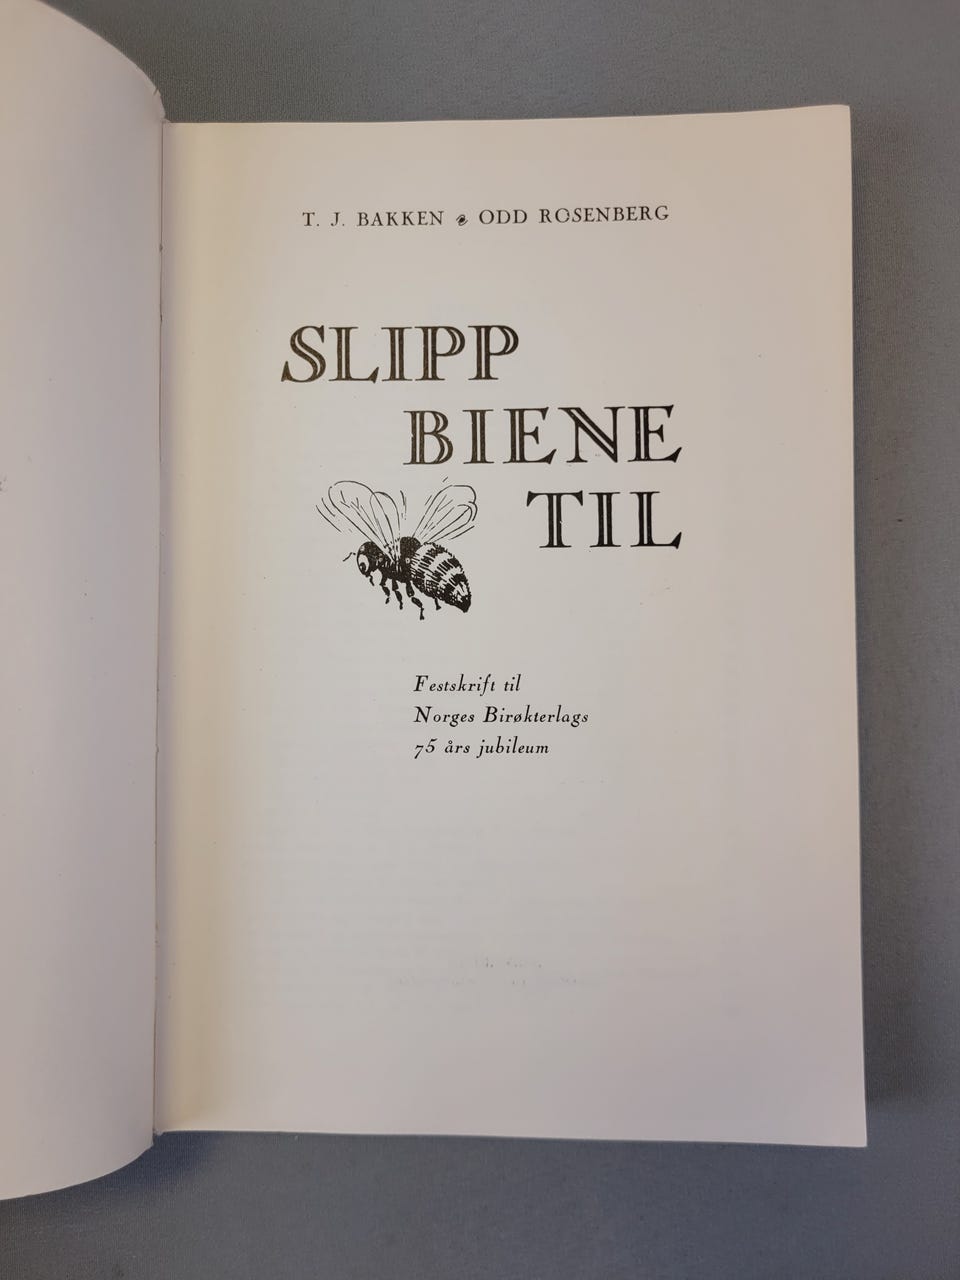 T. J. BAKKEN ODD ROSENBERG
SLIPP
BIENE
TIL
Festskrift til
Norges Birøkterlags
75 års jubileum